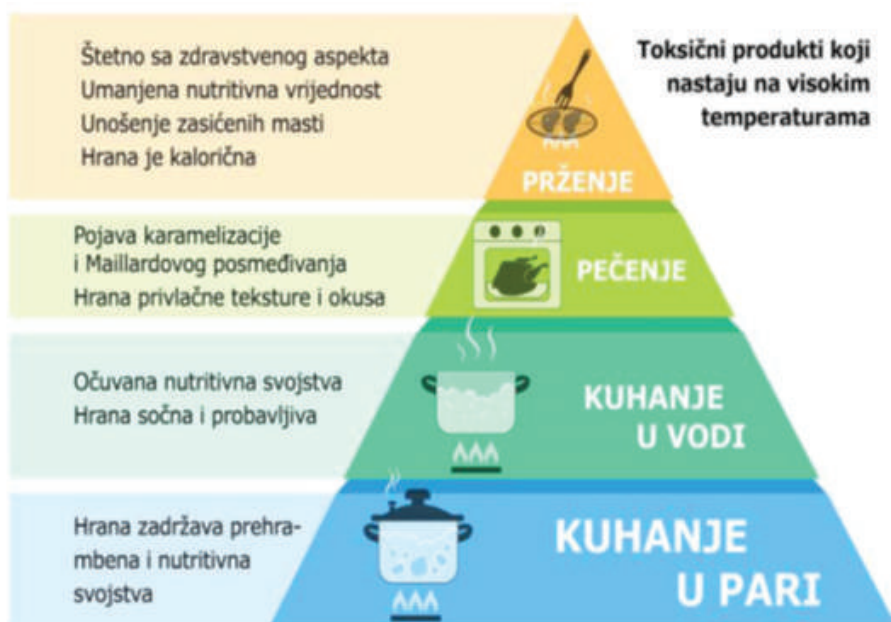 Štetno sa zdravstvenog aspekta
Umanjena nutritivna vrijednost
Unošenje zasićenih masti
Hrana je kalorična
PRŽENJE
Toksični produkti koji
nastaju na visokim
temperaturama
Pojava karamelizacije
i Maillardovog posmeđivanja
Hrana privlačne teksture i okusa
PEČENJE
Očuvana nutritivna svojstva
Hrana sočna i probavljiva
KUHANJE
U VODI
Hrana zadržava prehra-
mbena i nutritivna
svojstva
KUHANJE
U PARI